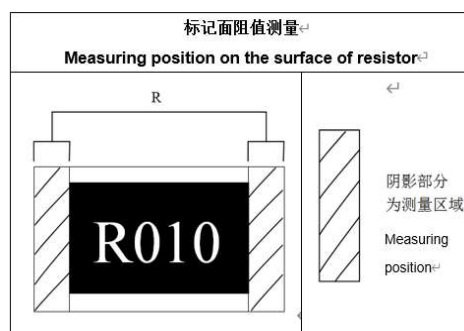 标记面阻值测量
Measuring position on the surface of resistor
R
R010
阴影部分
为测量区域
Measuring
position